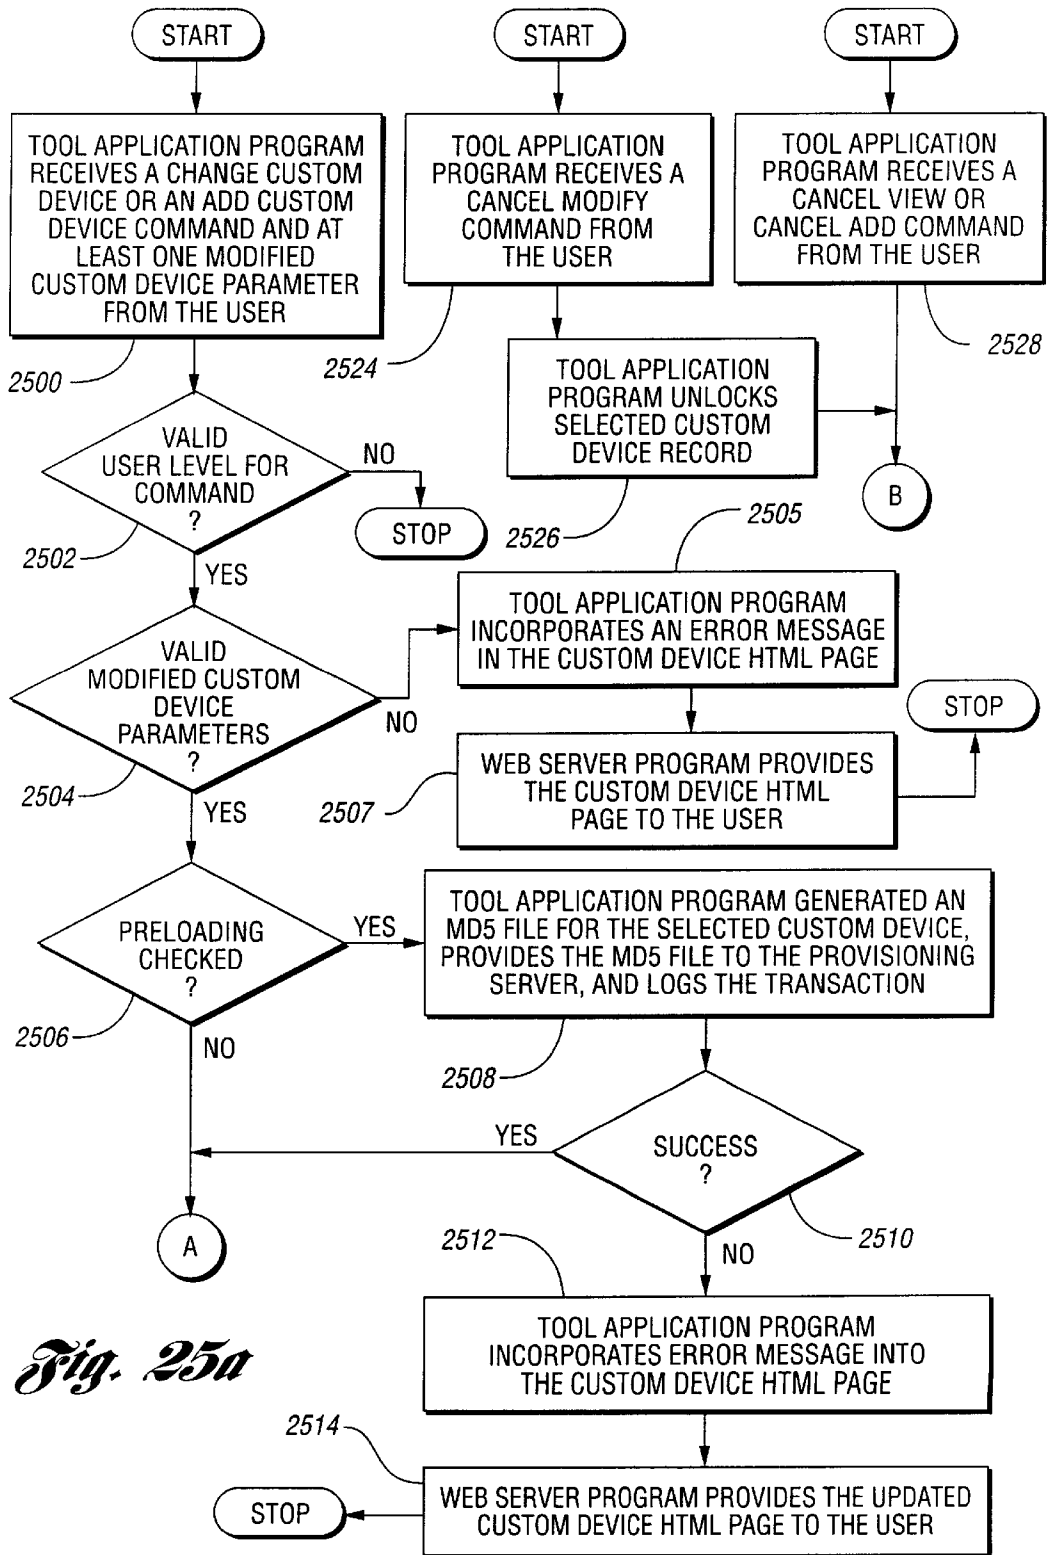 START
START
START
TOOL APPLICATION PROGRAM
RECEIVES A CHANGE CUSTOM
DEVICE OR AN ADD CUSTOM
DEVICE COMMAND AND AT
LEAST ONE MODIFIED
CUSTOM DEVICE PARAMETER
FROM THE USER
TOOL APPLICATION
PROGRAM RECEIVES A
CANCEL MODIFY
COMMAND FROM
THE USER
TOOL APPLICATION
PROGRAM RECEIVES A
CANCEL VIEW OR
CANCEL ADD COMMAND
FROM THE USER
2500
2524
2528
TOOL APPLICATION
PROGRAM UNLOCKS
SELECTED CUSTOM
DEVICE RECORD
2526
B
VALID
USER LEVEL FOR
COMMAND
?
NO
STOP
2502
YES
2505
TOOL APPLICATION PROGRAM
INCORPORATES AN ERROR MESSAGE
IN THE CUSTOM DEVICE HTML PAGE
VALID
MODIFIED CUSTOM
DEVICE
PARAMETERS
?
NO
STOP
2504
YES
2507
WEB SERVER PROGRAM PROVIDES
THE CUSTOM DEVICE HTML
PAGE TO THE USER
PRELOADING
CHECKED
?
YES
2506
NO
TOOL APPLICATION PROGRAM GENERATED AN
MD5 FILE FOR THE SELECTED CUSTOM DEVICE,
PROVIDES THE MD5 FILE TO THE PROVISIONING
SERVER, AND LOGS THE TRANSACTION
2508
YES
SUCCESS
?
2510
NO
A
2512
TOOL APPLICATION PROGRAM
INCORPORATES ERROR MESSAGE INTO
THE CUSTOM DEVICE HTML PAGE
Fig. 25a
2514
STOP
WEB SERVER PROGRAM PROVIDES THE UPDATED
CUSTOM DEVICE HTML PAGE TO THE USER